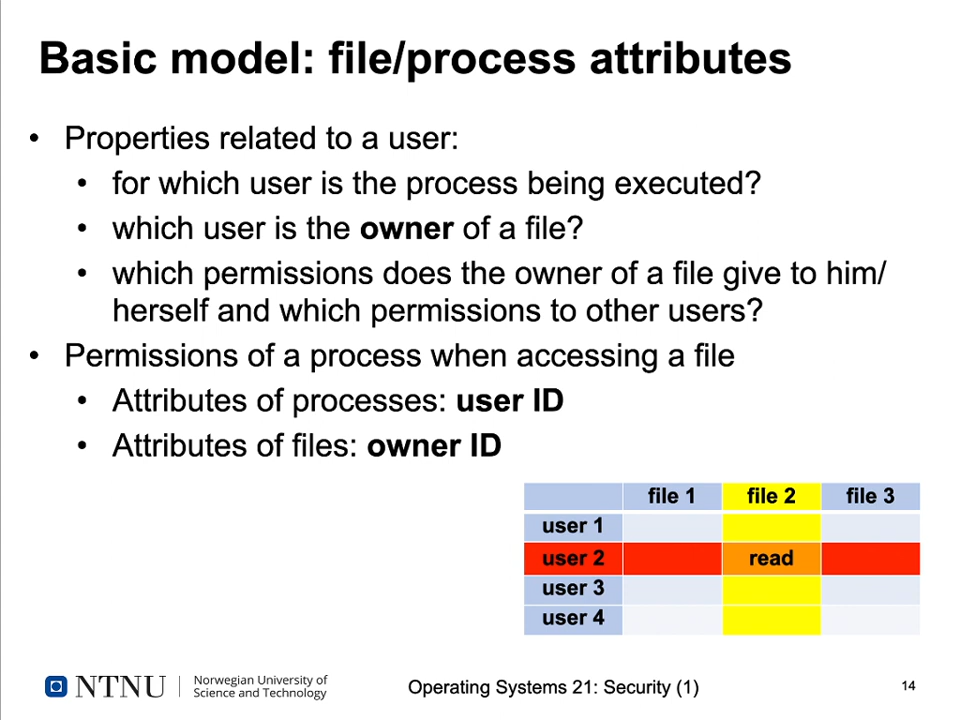 Basic model: file/process attributes
• Properties related to a user:
• for which user is the process being executed?
• which user is the owner of a file?
• which permissions does the owner of a file give to him/
herself and which permissions to other users?
• Permissions of a process when accessing a file
• Attributes of processes: user ID
• Attributes of files: owner ID
file 1 file 2 file 3
user 1
user 2 read
user 3
user 4
NTNU
Norwegian University of
Science and Technology
Operating Systems 21: Security (1)
14